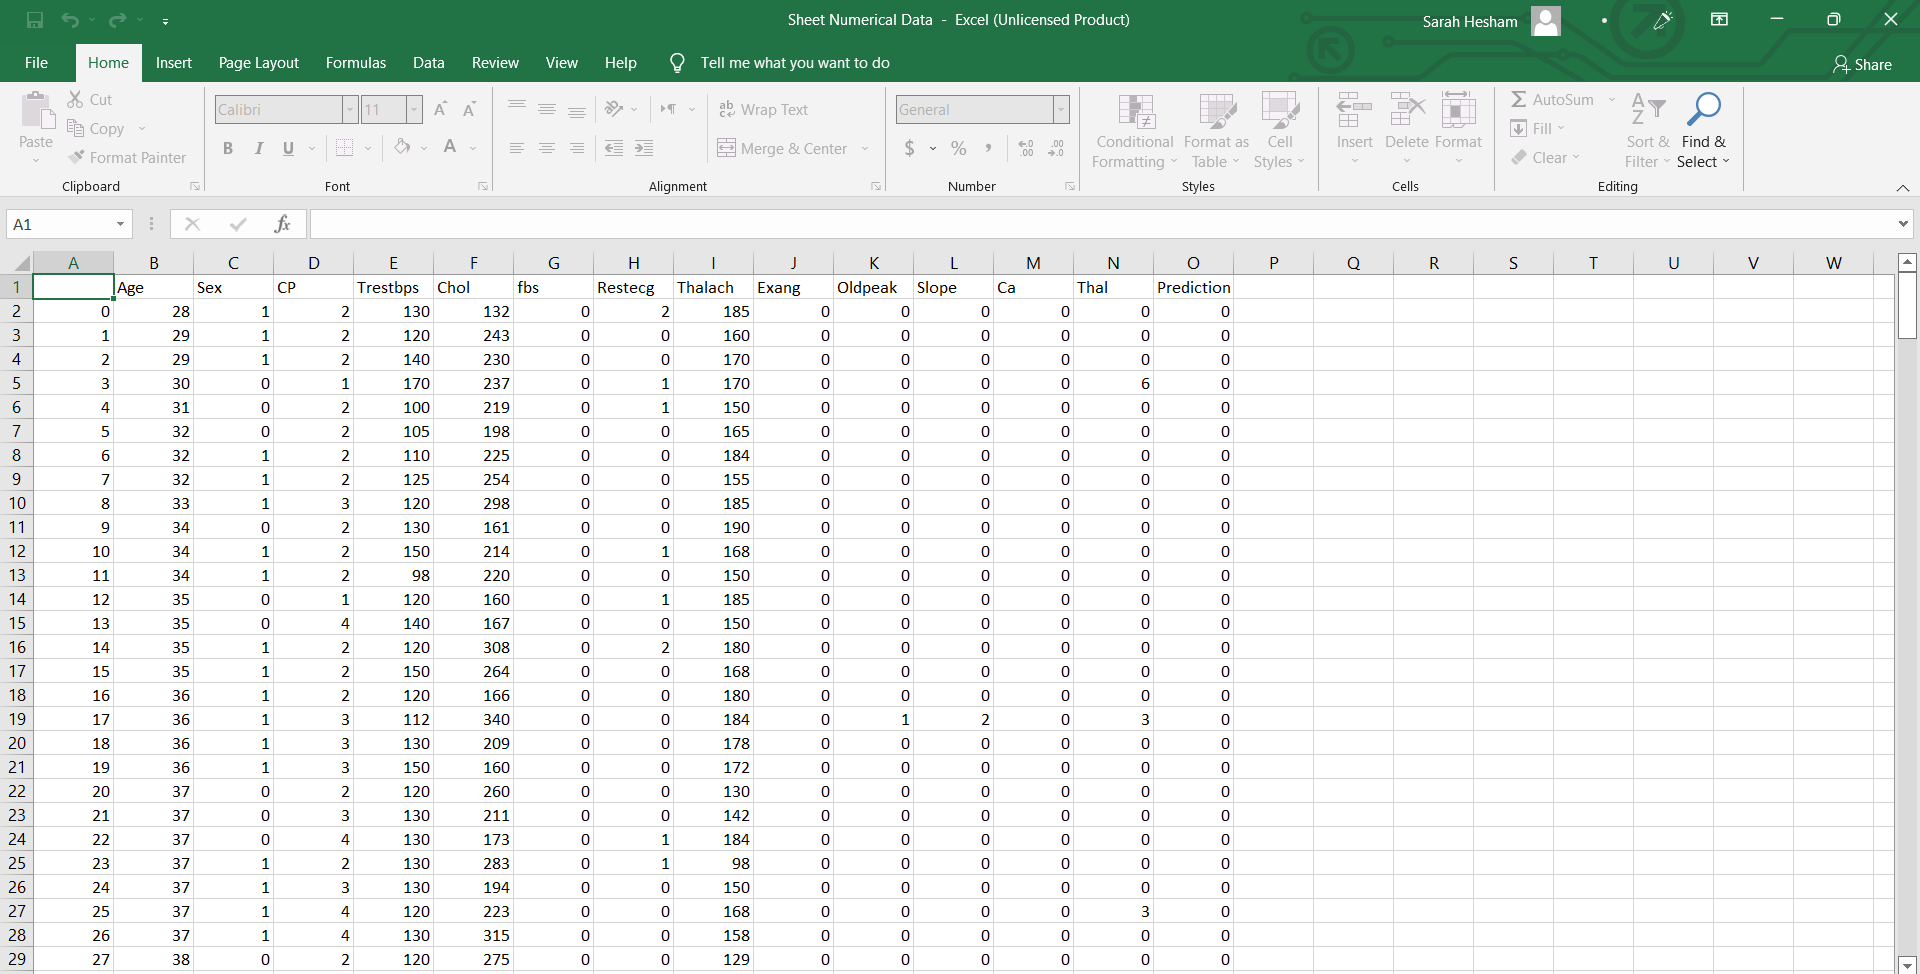 Sheet Numerical Data - Excel (Unlicensed Product)
Sarah Hesham
File Home Insert Page Layout Formulas Data Review View Help Tell me what you want to do Share
Paste Cut Copy Format Painter Clipboard
Calibri 11 B I U A Font
ab Wrap Text Merge & Center Alignment
General $ % , Number
Conditional Formatting Format as Table Cell Styles Styles
Insert Delete Format Cells
AutoSum Fill Clear Sort & Filter Find & Select Editing
A1 fx
A B C D E F G H I J K L M N O P Q R S T U V W
1 Age Sex CP Trestbps Chol fbs Restecg Thalach Exang Oldpeak Slope Ca Thal Prediction
2 0 28 1 2 130 132 0 2 185 0 0 0 0 0 0
3 1 29 1 2 120 243 0 0 160 0 0 0 0 0 0
4 2 29 1 2 140 230 0 0 170 0 0 0 0 0 0
5 3 30 0 1 170 237 0 1 170 0 0 0 0 6 0
6 4 31 0 2 100 219 0 1 150 0 0 0 0 0 0
7 5 32 0 2 105 198 0 0 165 0 0 0 0 0 0
8 6 32 1 2 110 225 0 0 184 0 0 0 0 0 0
9 7 32 1 2 125 254 0 0 155 0 0 0 0 0 0
10 8 33 1 3 120 298 0 0 185 0 0 0 0 0 0
11 9 34 0 2 130 161 0 0 190 0 0 0 0 0 0
12 10 34 1 2 150 214 0 1 168 0 0 0 0 0 0
13 11 34 1 2 98 220 0 0 150 0 0 0 0 0 0
14 12 35 0 1 120 160 0 1 185 0 0 0 0 0 0
15 13 35 0 4 140 167 0 0 150 0 0 0 0 0 0
16 14 35 1 2 120 308 0 2 180 0 0 0 0 0 0
17 15 35 1 2 150 264 0 0 168 0 0 0 0 0 0
18 16 36 1 2 120 166 0 0 180 0 0 0 0 0 0
19 17 36 1 3 112 340 0 0 184 0 1 2 0 3 0
20 18 36 1 3 130 209 0 0 178 0 0 0 0 0 0
21 19 36 1 3 150 160 0 0 172 0 0 0 0 0 0
22 20 37 0 2 120 260 0 0 130 0 0 0 0 0 0
23 21 37 0 3 130 211 0 0 142 0 0 0 0 0 0
24 22 37 0 4 130 173 0 1 184 0 0 0 0 0 0
25 23 37 1 2 130 283 0 1 98 0 0 0 0 0 0
26 24 37 1 3 130 194 0 0 150 0 0 0 0 0 0
27 25 37 1 4 120 223 0 0 168 0 0 0 0 3 0
28 26 37 1 4 130 315 0 0 158 0 0 0 0 0 0
29 27 38 0 2 120 275 0 0 129 0 0 0 0 0 0